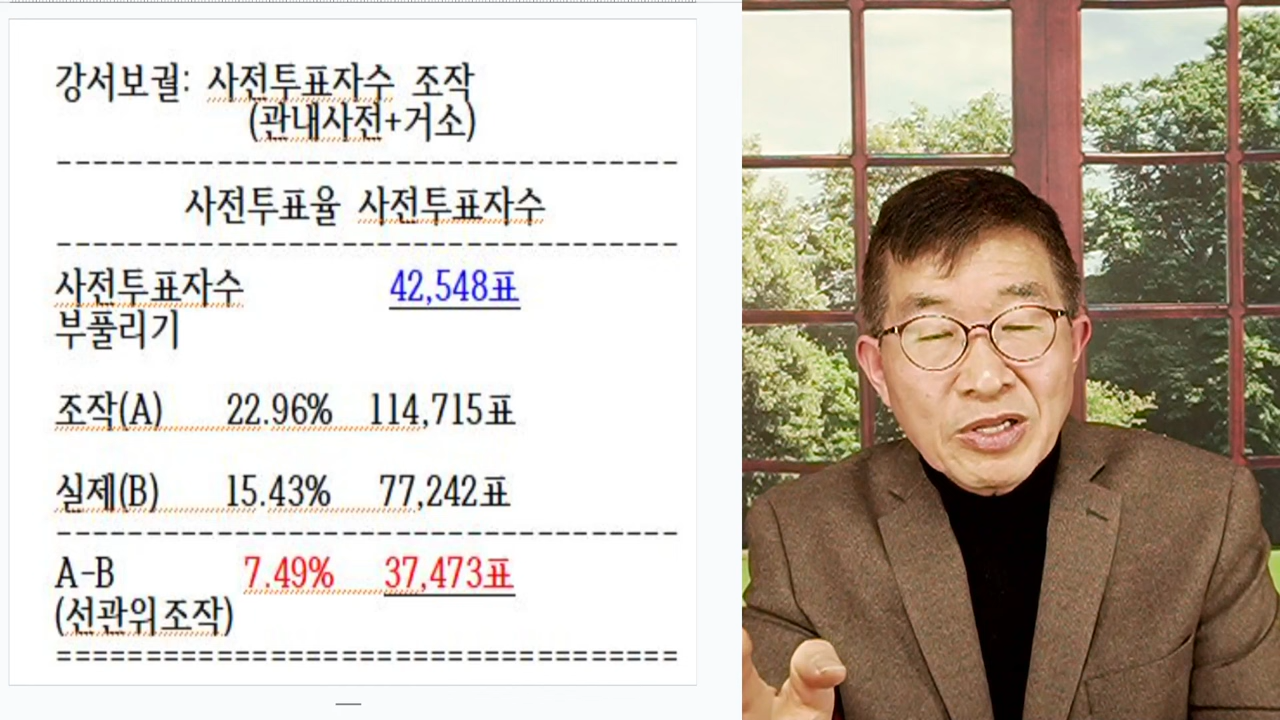 강서보궐: 사전투표자수 조작
(관내사전+거소)
사전투표율 사전투표자수
사전투표자수 42,548표
부풀리기
조작(A) 22.96% 114,715표
실제(B) 15.43% 77,242표
A-B 7.49% 37,473표
(선관위조작)